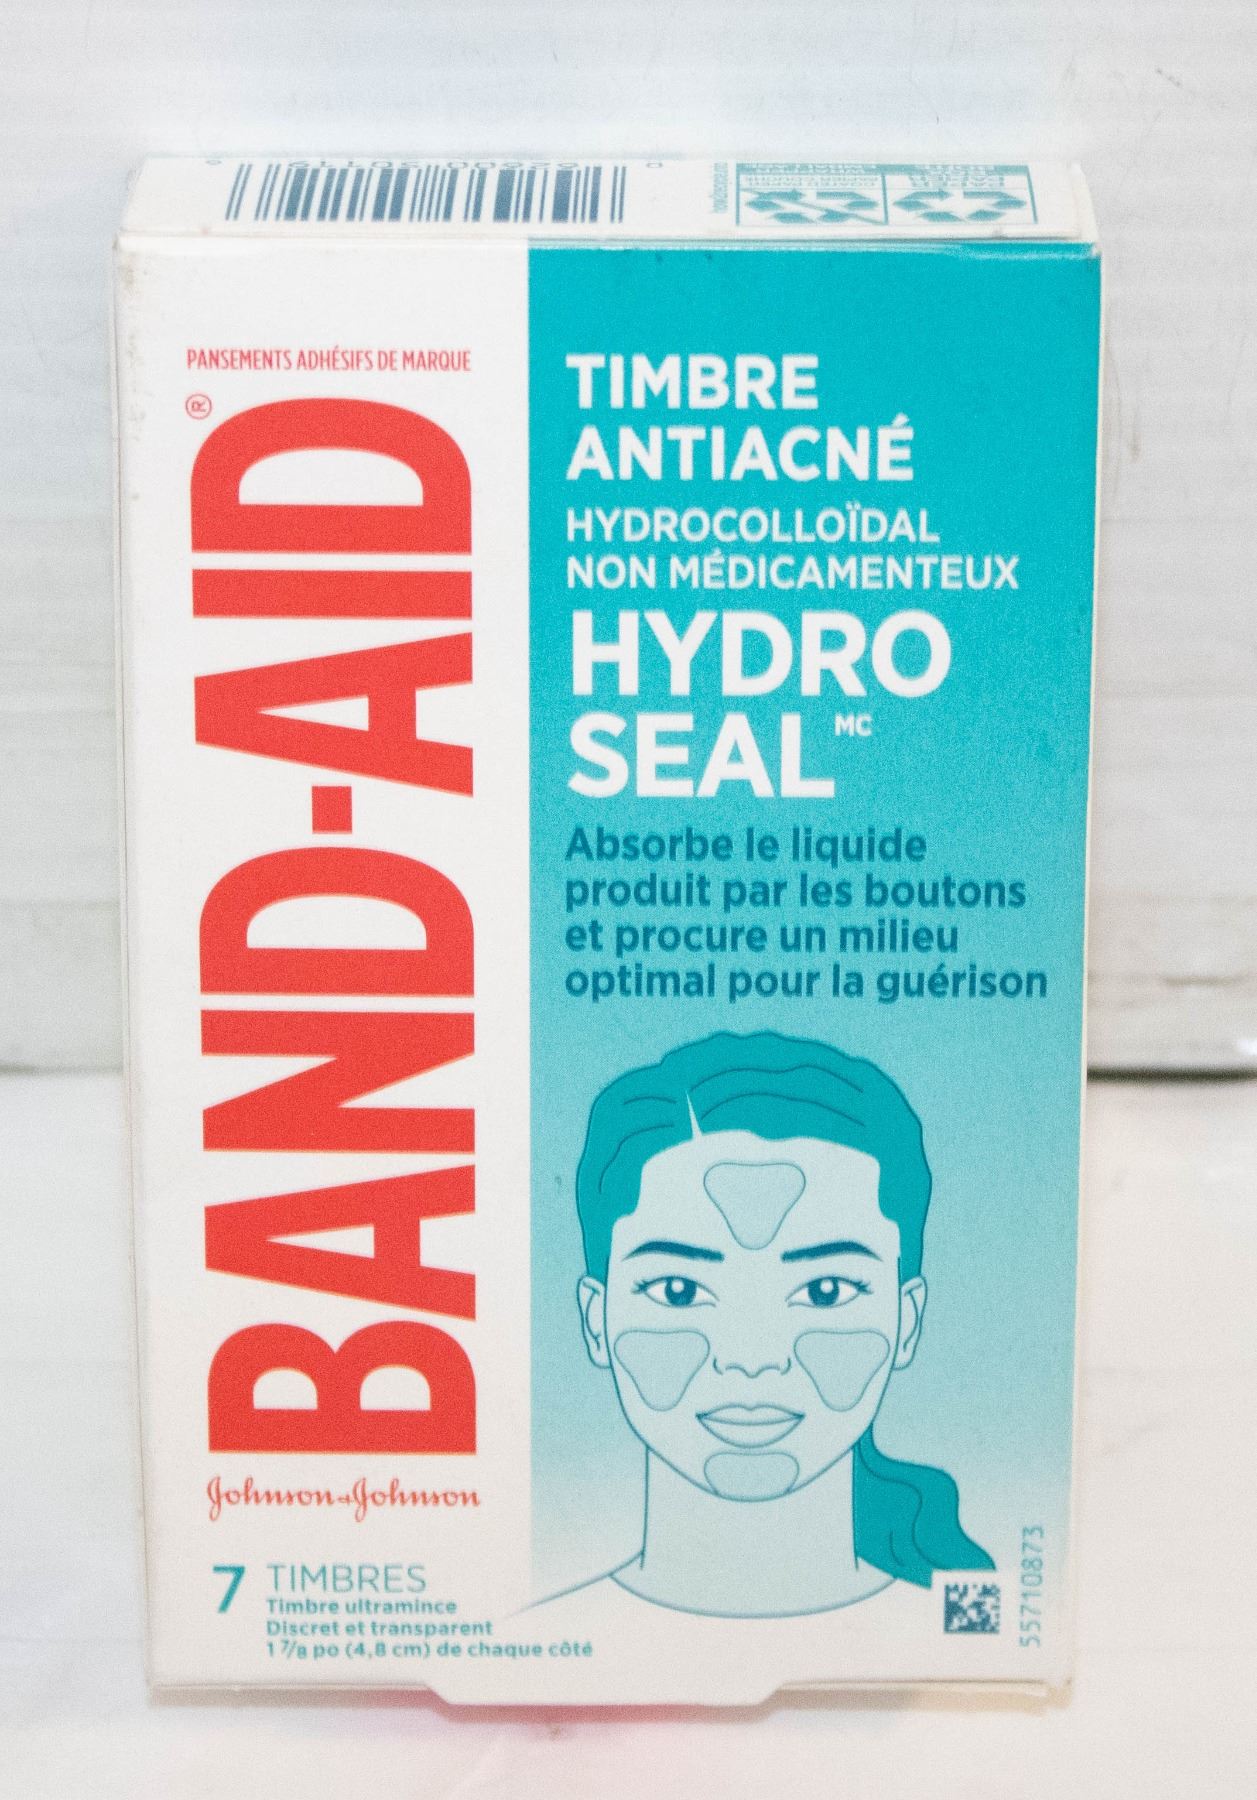 PANSEMENTS ADHÉSIFS DE MARQUE
BAND-AID®
Johnson+Johnson
7 TIMBRES
Timbre ultramince
Discret et transparent
1 7/8 po (4,8 cm) de chaque côté
TIMBRE
ANTIACNÉ
HYDROCOLLOÏDAL
NON MÉDICAMENTEUX
HYDRO
SEAL MC
Absorbe le liquide
produit par les boutons
et procure un milieu
optimal pour la guérison
55710873